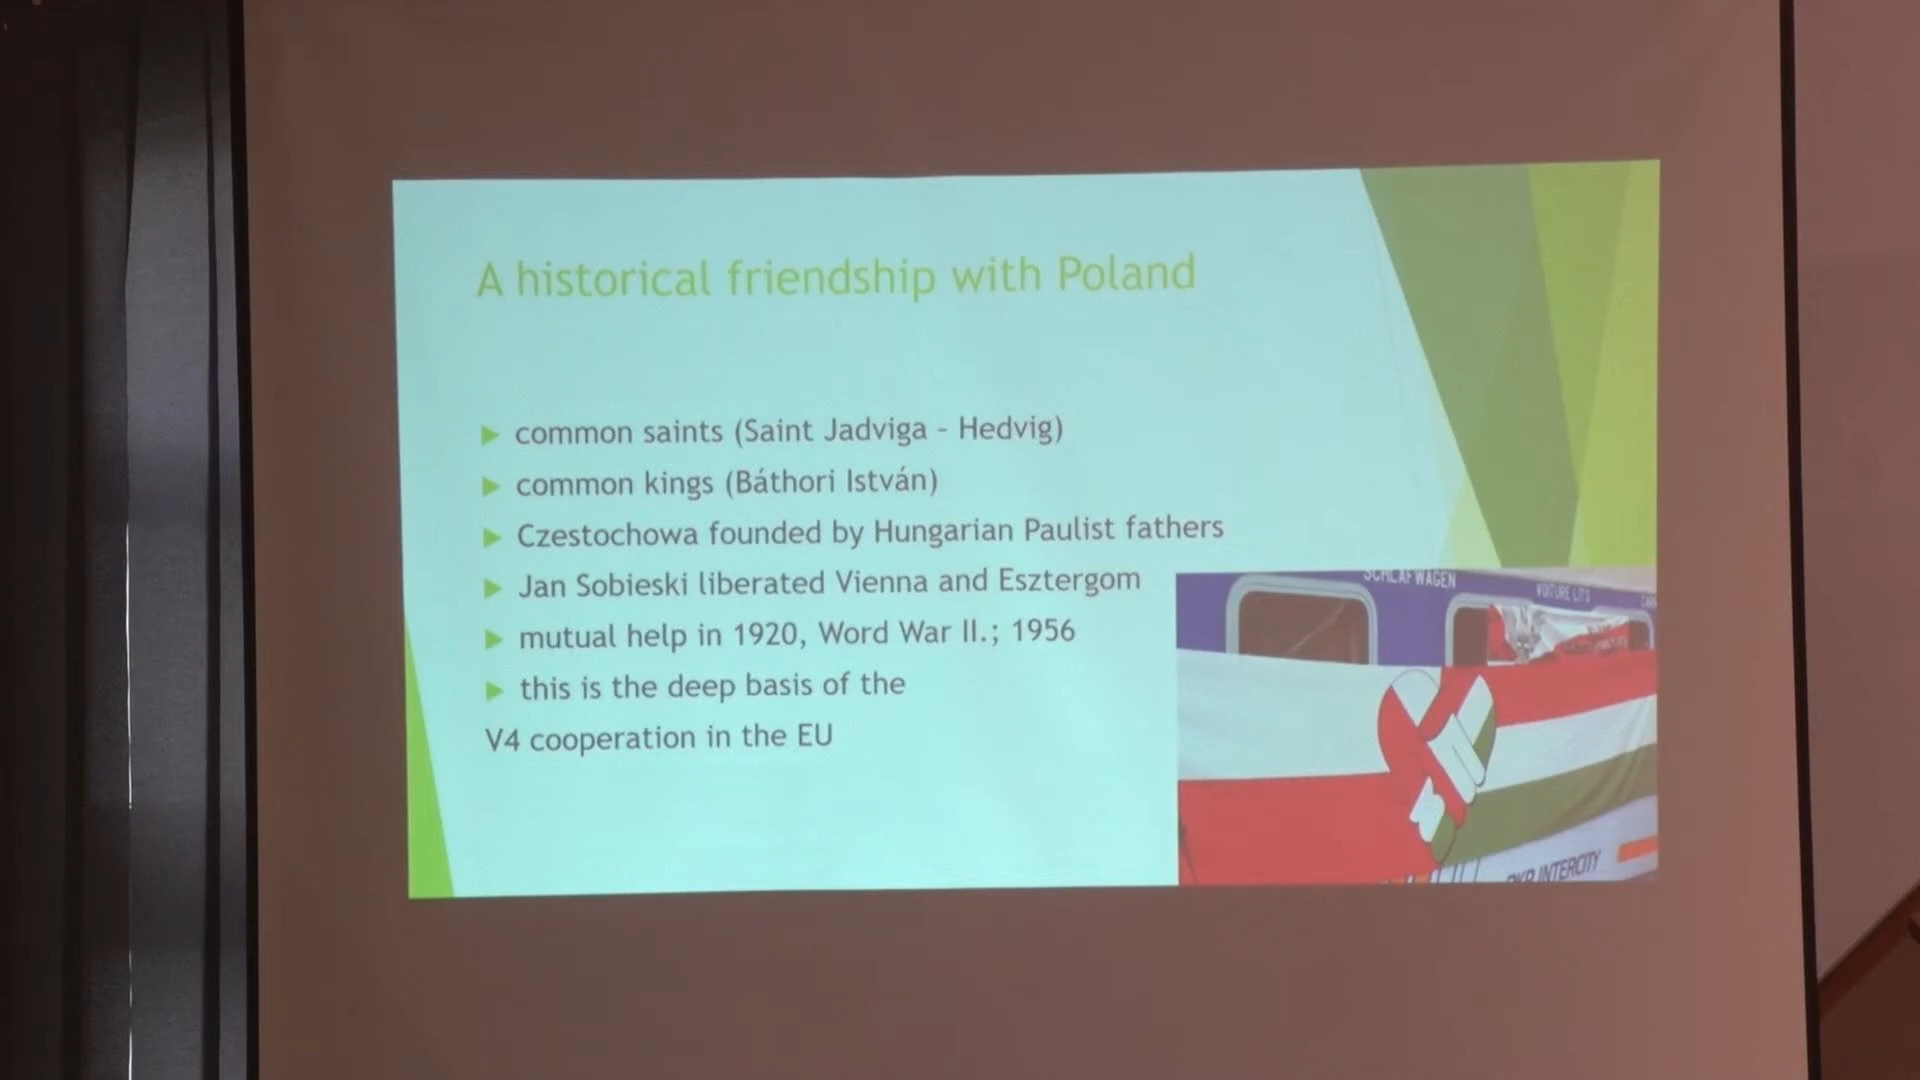 A historical friendship with Poland
common saints (Saint Jadviga - Hedvig)
common kings (Báthori István)
Czestochowa founded by Hungarian Paulist fathers
Jan Sobieski liberated Vienna and Esztergom
mutual help in 1920, Word War II.; 1956
this is the deep basis of the
V4 cooperation in the EU
SCHLAFWAGEN
VOITURE LITS
PKP INTERCITY